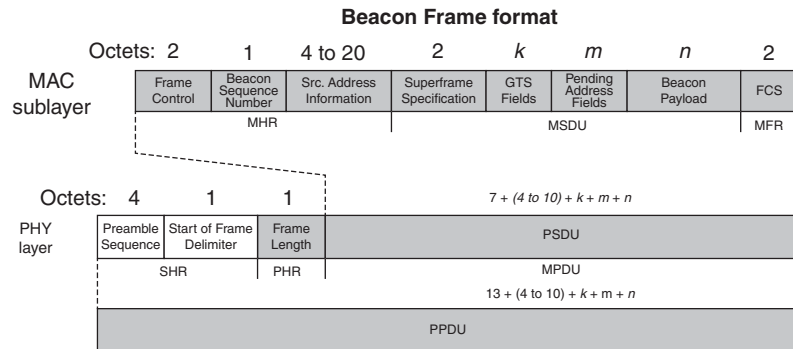 Beacon Frame format
Octets: 2 1 4 to 20 2 k m n 2
MAC sublayer
Frame Control
Beacon Sequence Number
Src. Address Information
Superframe Specification
GTS Fields
Pending Address Fields
Beacon Payload
FCS
MHR MSDU MFR
Octets: 4 1 1 7 + (4 to 10) + k + m + n
PHY layer
Preamble Sequence
Start of Frame Delimiter
Frame Length
PSDU
SHR PHR MPDU
13 + (4 to 10) + k + m + n
PPDU